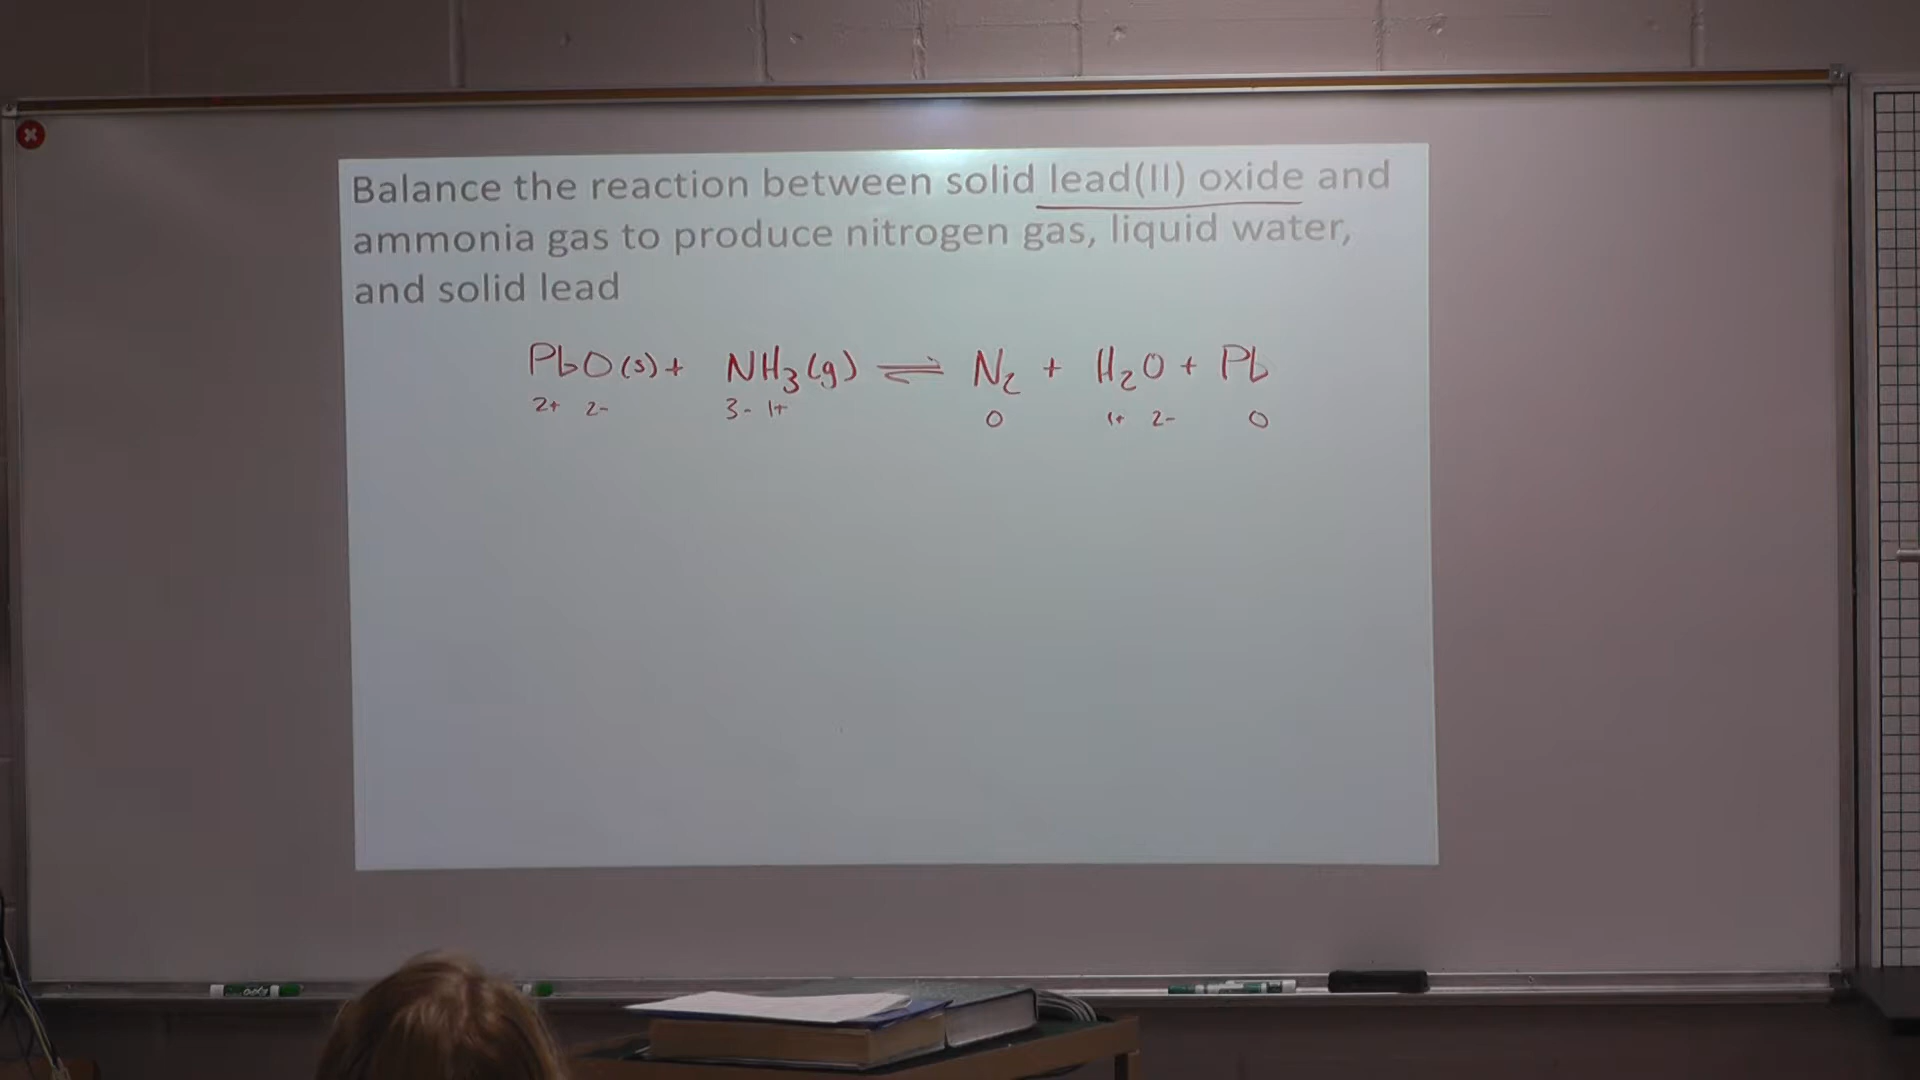 Balance the reaction between solid lead(II) oxide and
ammonia gas to produce nitrogen gas, liquid water,
and solid lead
PbO(s) + NH₃(g) ⇌ N₂ + H₂O + Pb
2+ 2- 3- 1+ 0 1+ 2- 0
expo